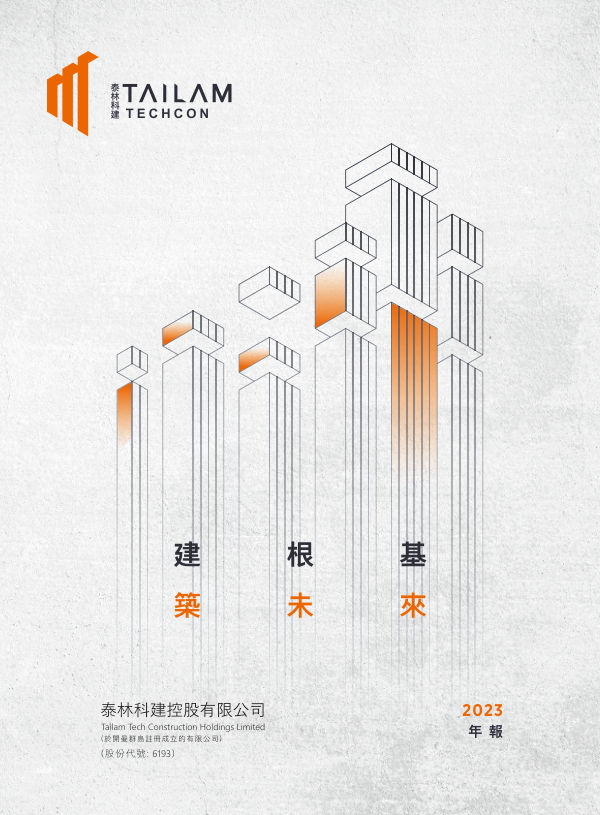 泰林科建
TAILAM
TECHCON
建 根 基
築 未 來
泰林科建控股有限公司
Tailam Tech Construction Holdings Limited
(於開曼群島註冊成立的有限公司)
(股份代號: 6193)
2023
年 報